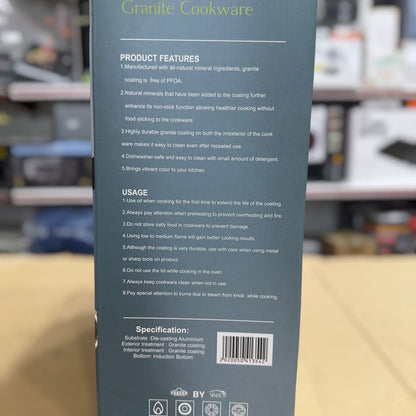 Granite Cookware
PRODUCT FEATURES
1.Manufactured with all-natural mineral ingredients, granite
coating is  free of PFOA.
2.Natural minerals that have been added to the coating further
enhance its non-stick function allowing healthier cooking without
food sticking to the cookware.
3.Highly durable granite coating on both the in/exterior of the cook
ware makes it easy to clean even after repeated use.
4.Dishwasher-safe and easy to clean with small amount of detergent.
5.Brings vibrant color to your kitchen.
USAGE
1.Use oil when cooking for the first time to extend the life of the coating
2.Always pay attention when preheating to prevent overheating and fire
3.Do not store salty food in cookware to prevent damage.
4.Using low to medium flame will gain better cooking results.
5.Although the coating is very durable, use with care when using metal
or sharp tools on product.
6.Do not use the lid while cooking in the oven.
7.Always keep cookware clean when not in use.
8.Pay special attention to burns due to steam from knob  while cooking.
Specification:
Substrate :Die-casting Aluminium
Exterior treatment : Granite coating;
Interior treatment : Granite coating
Bottom: Induction Bottom
2020050413542
BY